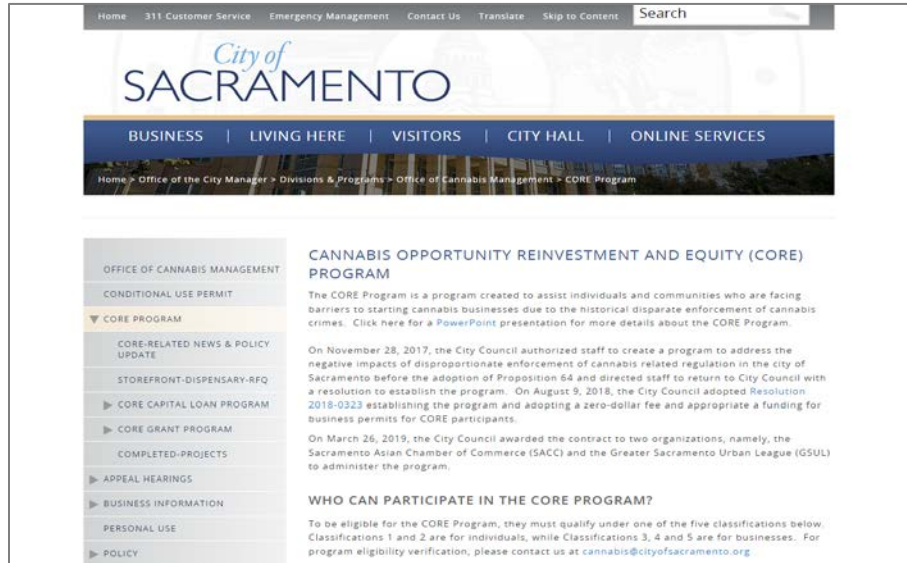 Home 311 Customer Service Emergency Management Contact Us Translate Skip to Content Search
City of
SACRAMENTO
BUSINESS | LIVING HERE | VISITORS | CITY HALL | ONLINE SERVICES
Home > Office of the City Manager > Divisions & Programs > Office of Cannabis Management > CORE Program
OFFICE OF CANNABIS MANAGEMENT
CONDITIONAL USE PERMIT
CORE PROGRAM
CORE-RELATED NEWS & POLICY
UPDATE
STOREFRONT-DISPENSARY-RFQ
CORE CAPITAL LOAN PROGRAM
CORE GRANT PROGRAM
COMPLETED-PROJECTS
APPEAL HEARINGS
BUSINESS INFORMATION
PERSONAL USE
POLICY
CANNABIS OPPORTUNITY REINVESTMENT AND EQUITY (CORE)
PROGRAM
The CORE Program is a program created to assist individuals and communities who are facing
barriers to starting cannabis businesses due to the historical disparate enforcement of cannabis
crimes. Click here for a PowerPoint presentation for more details about the CORE Program.
On November 28, 2017, the City Council authorized staff to create a program to address the
negative impacts of disproportionate enforcement of cannabis related regulation in the city of
Sacramento before the adoption of Proposition 64 and directed staff to return to City Council with
a resolution to establish the program. On August 9, 2018, the City Council adopted Resolution
2018-0323 establishing the program and adopting a zero-dollar fee and appropriate a funding for
business permits for CORE participants.
On March 26, 2019, the City Council awarded the contract to two organizations, namely, the
Sacramento Asian Chamber of Commerce (SACC) and the Greater Sacramento Urban League (GSUL)
to administer the program.
WHO CAN PARTICIPATE IN THE CORE PROGRAM?
To be eligible for the CORE Program, they must qualify under one of the five classifications below.
Classifications 1 and 2 are for individuals, while Classifications 3, 4 and 5 are for businesses. For
program eligibility verification, please contact us at cannabis@cityofsacramento.org